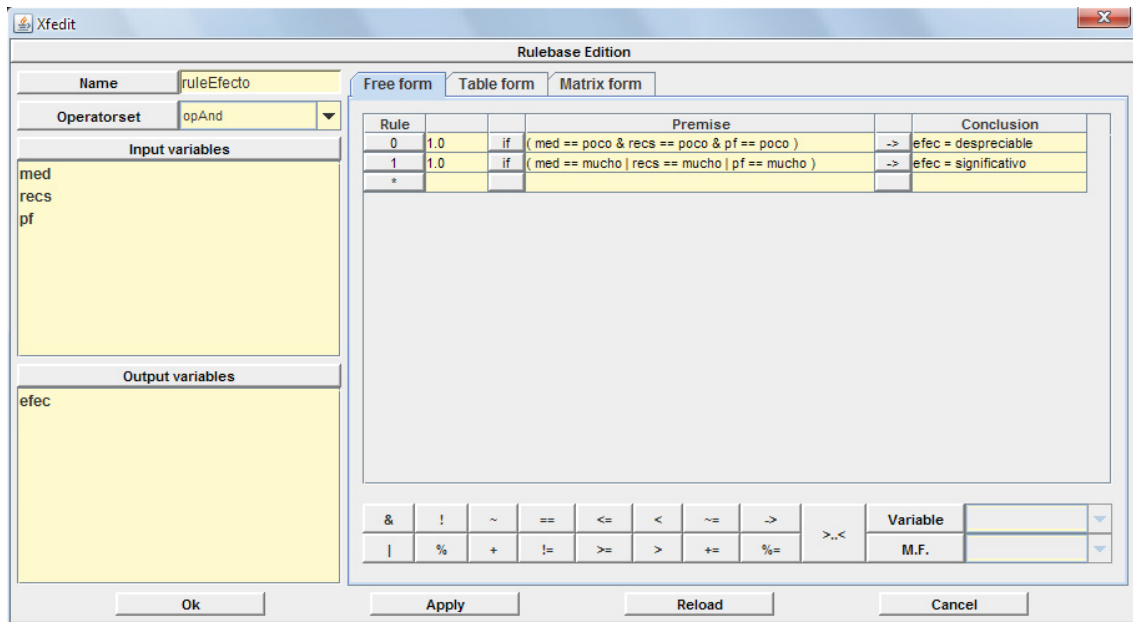 Xfedit
X
Rulebase Edition
Name ruleEfecto
Operatorset opAnd
Input variables
med
recs
pf
Output variables
efec
Free form Table form Matrix form
Rule Premise Conclusion
0 1.0 if ( med == poco & recs == poco & pf == poco ) -> efec = despreciable
1 1.0 if ( med == mucho | recs == mucho | pf == mucho ) -> efec = significativo
*
& ! ~ == <= < ~= -> >..< Variable
| % + != >= > += %= M.F.
Ok Apply Reload Cancel